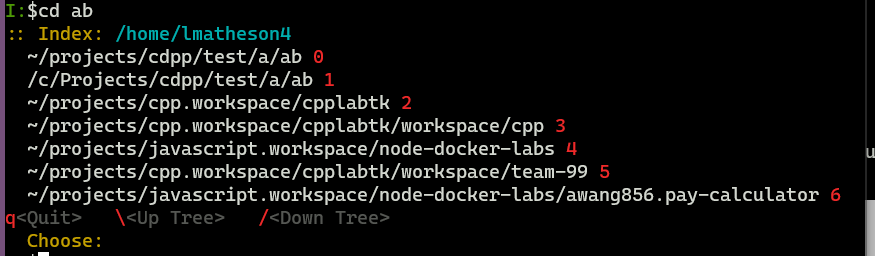 I:$cd ab
:: Index: /home/lmatheson4
~/projects/cdpp/test/a/ab 0
/c/Projects/cdpp/test/a/ab 1
~/projects/cpp.workspace/cpplabtk 2
~/projects/cpp.workspace/cpplabtk/workspace/cpp 3
~/projects/javascript.workspace/node-docker-labs 4
~/projects/cpp.workspace/cpplabtk/workspace/team-99 5
~/projects/javascript.workspace/node-docker-labs/awang856.pay-calculator 6
q<Quit> \<Up Tree> /<Down Tree>
Choose: